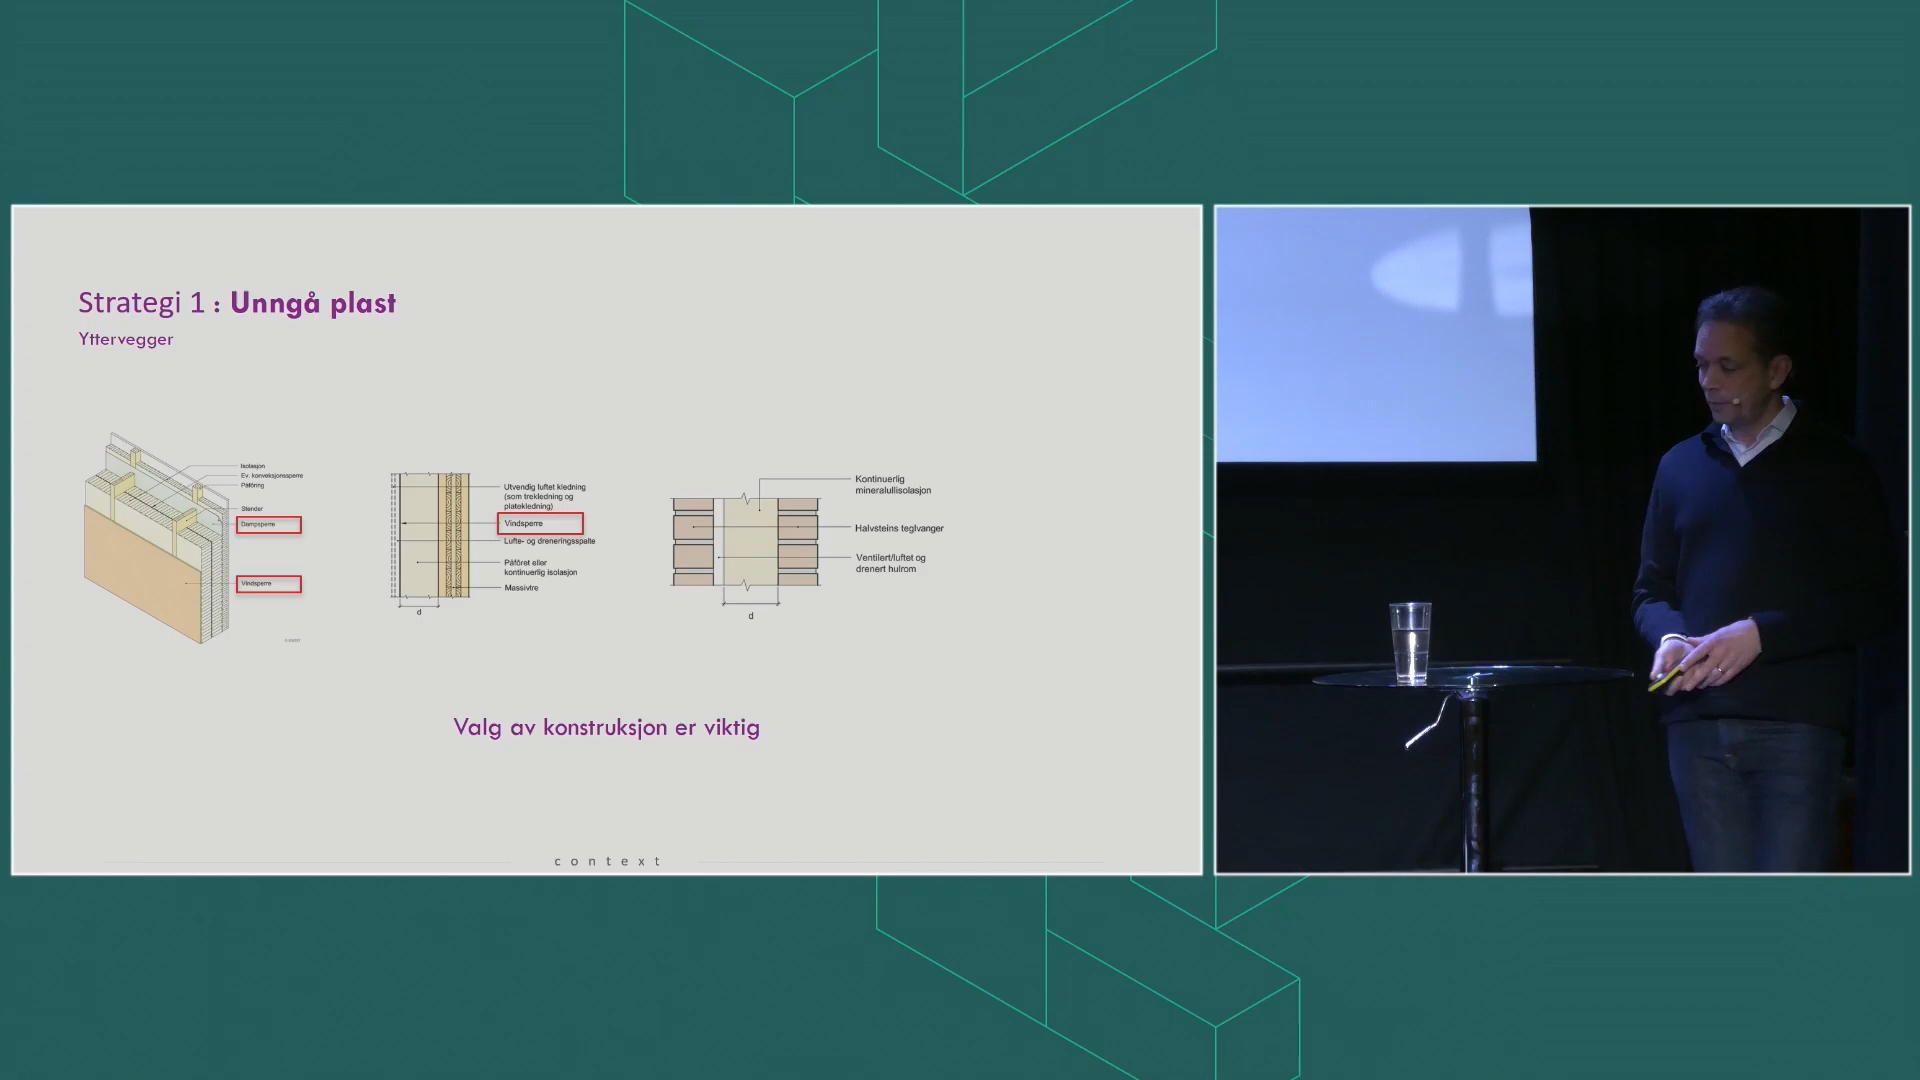 Strategi 1 : Unngå plast
Yttervegger
Isolasjon
Ev. konveksjonssperre
Påforing
Stender
Dampsperre
Vindsperre
Utvendig luftet kledning
(som trekledning og
platekledning)
Vindsperre
Lufte- og dreneringsspalte
Påfôret eller
kontinuerlig isolasjon
Massivtre
d
Kontinuerlig
mineralullisolasjon
Halvsteins teglvanger
Ventilert/luftet og
drenert hulrom
d
Valg av konstruksjon er viktig
context